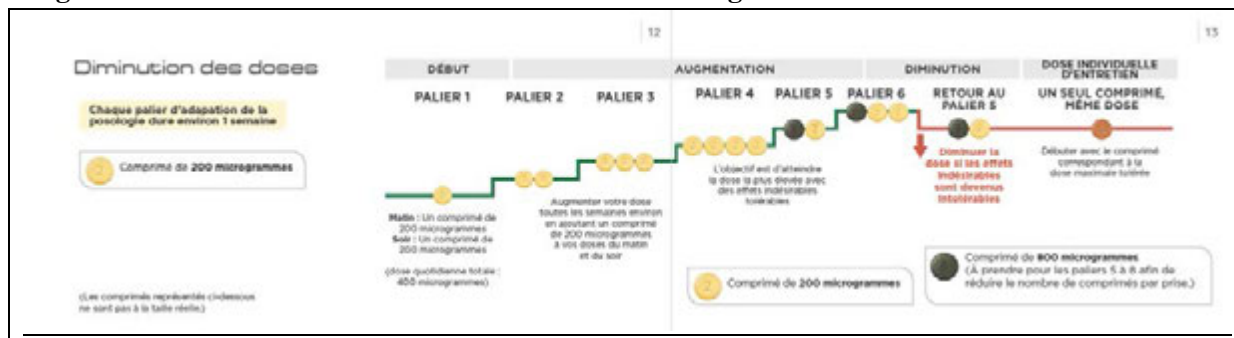 12
13
Diminution des doses
DÉBUT
AUGMENTATION
DIMINUTION
DOSE INDIVIDUELLE
D'ENTRETIEN
Chaque palier d'adapation de la
posologie dure environ 1 semaine
PALIER 1
PALIER 2
PALIER 3
PALIER 4
PALIER 5
PALIER 6
RETOUR AU
PALIER 5
UN SEUL COMPRIMÉ,
MÊME DOSE
Comprimé de 200 microgrammes
Matin : Un comprimé de
200 microgrammes
Soir : Un comprimé de
200 microgrammes
(dose quotidienne totale :
400 microgrammes)
Augmenter votre dose
toutes les semaines environ
en ajoutant un comprimé
de 200 microgrammes
à vos doses du matin
et du soir
L'objectif est d'atteindre
la dose la plus élevée avec
des effets indésirables
tolérables
Diminuer la
dose si les effets
indésirables
sont devenus
intolérables
Débuter avec le comprimé
correspondant à la
dose maximale tolérée
(Les comprimés représentés ci-dessous
ne sont pas à la taille réelle.)
Comprimé de 200 microgrammes
Comprimé de 800 microgrammes
(À prendre pour les paliers 5 à 8 afin de
réduire le nombre de comprimés par prise.)